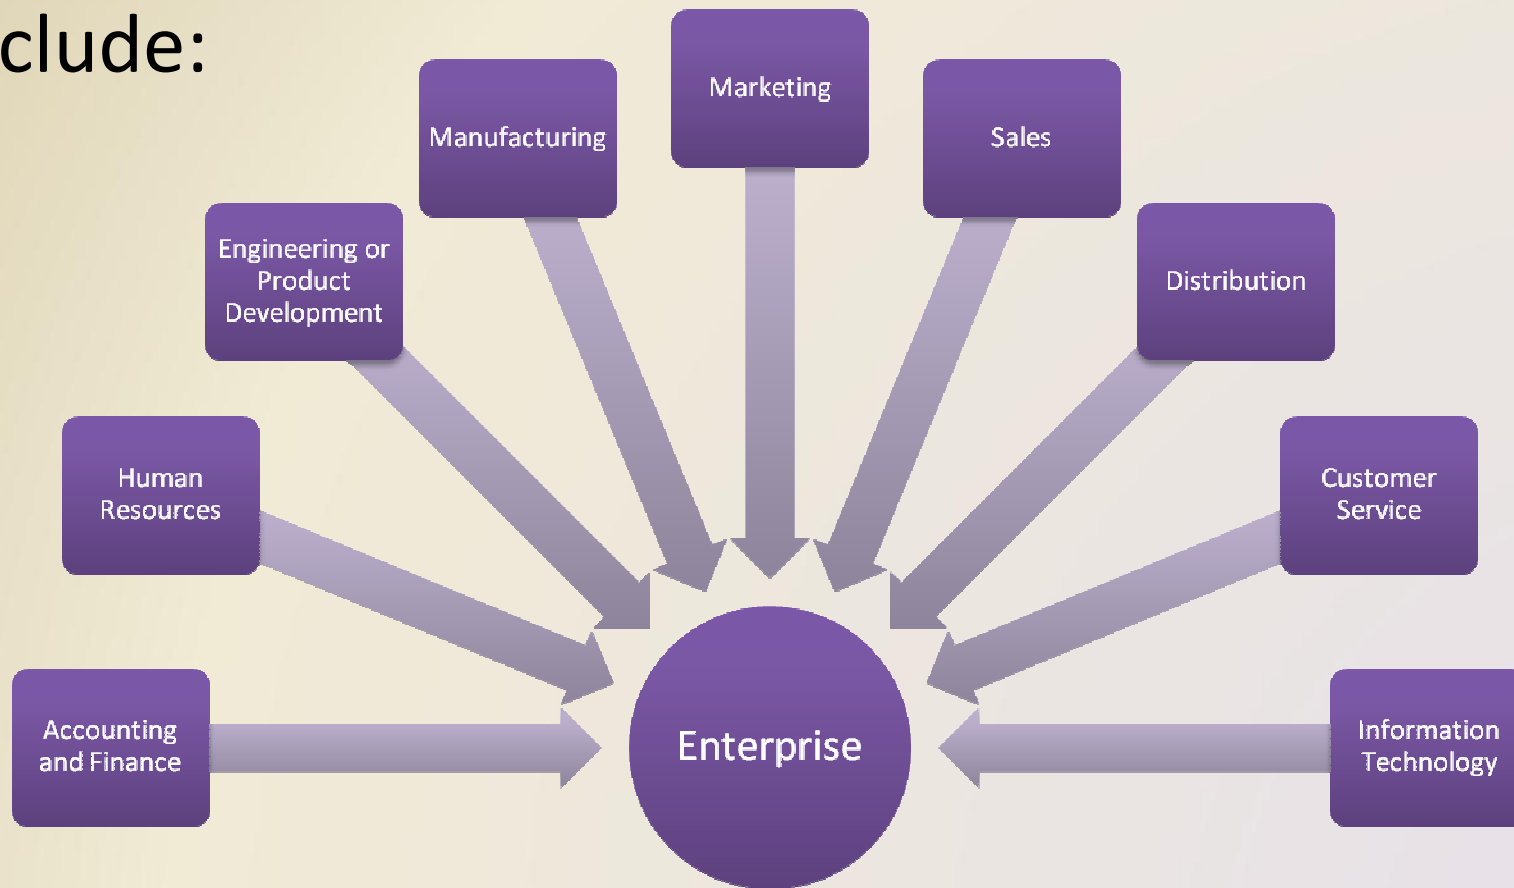 clude:
Marketing
Manufacturing
Sales
Engineering or
Product
Development
Distribution
Human
Resources
Customer
Service
Accounting
and Finance
Enterprise
Information
Technology